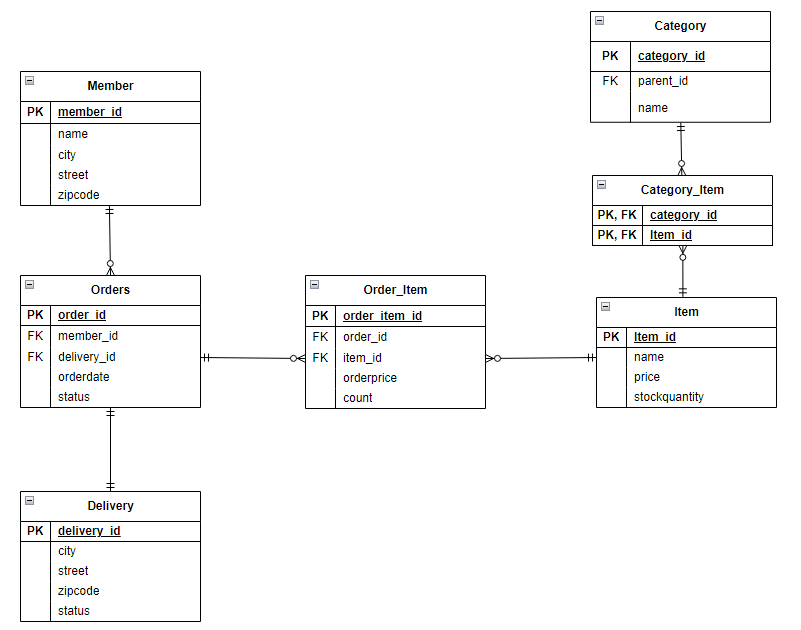 Category
PK category_id
FK parent_id
name
Member
PK member_id
name
city
street
zipcode
Category_Item
PK, FK category_id
PK, FK Item_id
Orders
PK order_id
FK member_id
FK delivery_id
orderdate
status
Order_Item
PK order_item_id
FK order_id
FK item_id
orderprice
count
Item
PK Item_id
name
price
stockquantity
Delivery
PK delivery_id
city
street
zipcode
status